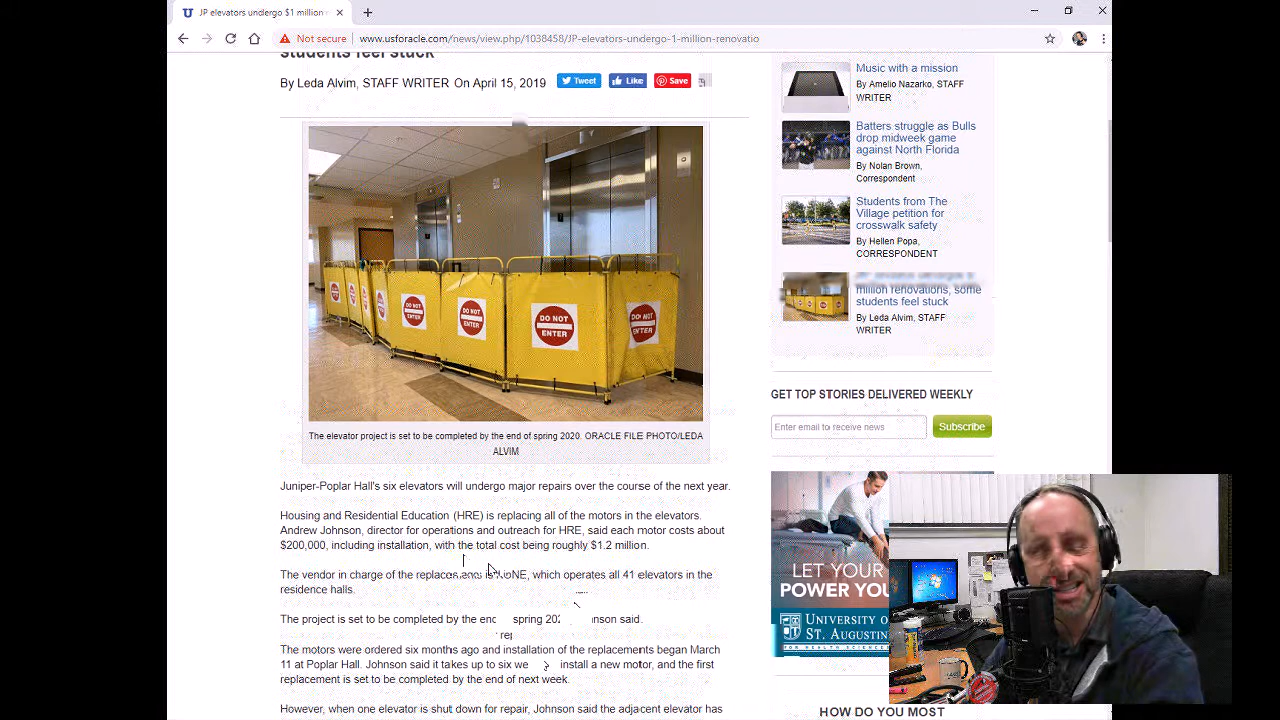 JP elevators undergo $1 million
Not secure
www.usforacle.com/news/view.php/1038458/JP-elevators-undergo-1-million-renovatio
students feel stuck
By Leda Alvim, STAFF WRITER On April 15, 2019
Tweet
Like
Save
DO NOT
ENTER
DO NOT
ENTER
DO NOT
ENTER
DO NOT
ENTER
The elevator project is set to be completed by the end of spring 2020 ORACLE FILE PHOTO/LEDA
ALVIM
Juniper-Poplar Hall's six elevators will undergo major repairs over the course of the next year.
Housing and Residential Education (HRE) is replacing all of the motors in the elevators.
Andrew Johnson, director for operations and outreach for HRE, said each motor costs about
$200,000, including installation, with the total cost being roughly $1.2 million.
The vendor in charge of the replacements is KONE, which operates all 41 elevators in the
residence halls.
The project is set to be completed by the end spring said.
The motors were ordered six months ago and installation of the replacements began March
11 at Poplar Hall. Johnson said it takes up to six install a new motor, and the first
replacement is set to be completed by the end of next week.
However, when one elevator is shut down for repair, Johnson said the adjacent elevator has
Music with a mission
By Amelio Nazarko, STAFF
WRITER
Batters struggle as Bulls
drop midweek game
against North Florida
By Nolan Brown,
Correspondent
Students from The
Village petition for
crosswalk safety
By Hellen Popa,
CORRESPONDENT
million renovations, some
students feel stuck
By Leda Alvim, STAFF
WRITER
GET TOP STORIES DELIVERED WEEKLY
Enter email to receive news
Subscribe
LET YOUR
POWER YOU
UNIVERSITY OF
ST. AUGUSTIN
FOR HEALTH SCIENCES
HOW DO YOU MOST